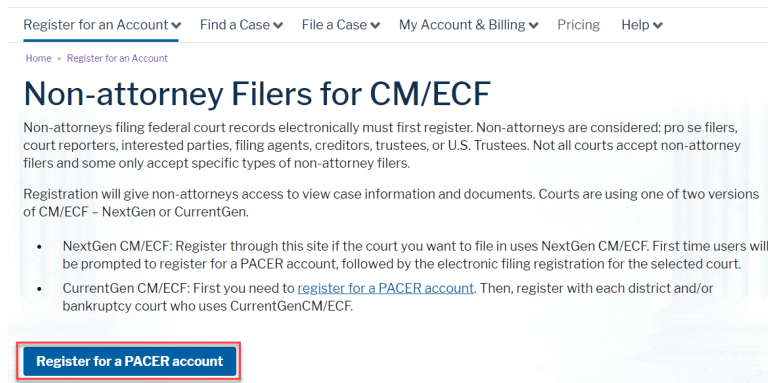 Register for an Account Find a Case File a Case My Account & Billing Pricing Help
Home > Register for an Account
Non-attorney Filers for CM/ECF
Non-attorneys filing federal court records electronically must first register. Non-attorneys are considered: pro se filers,
court reporters, interested parties, filing agents, creditors, trustees, or U.S. Trustees. Not all courts accept non-attorney
filers and some only accept specific types of non-attorney filers.
Registration will give non-attorneys access to view case information and documents. Courts are using one of two versions
of CM/ECF – NextGen or CurrentGen.
• NextGen CM/ECF: Register through this site if the court you want to file in uses NextGen CM/ECF. First time users will
be prompted to register for a PACER account, followed by the electronic filing registration for the selected court.
• CurrentGen CM/ECF: First you need to register for a PACER account. Then, register with each district and/or
bankruptcy court who uses CurrentGenCM/ECF.
Register for a PACER account